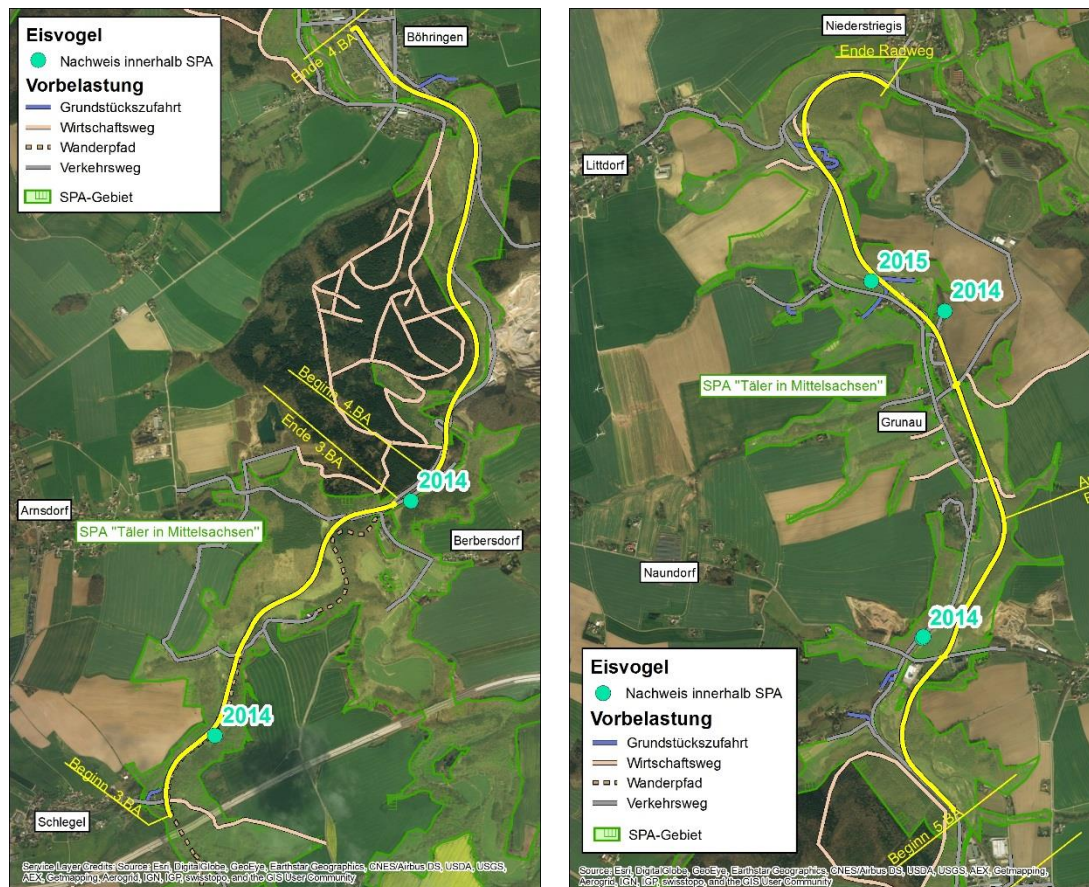 Eisvogel
Nachweis innerhalb SPA
Vorbelastung
Grundstückszufahrt
Wirtschaftsweg
Wanderpfad
Verkehrsweg
SPA-Gebiet
Böhringen
Ende 4.BA
Beginn 4.BA
Ende 3.BA
2014
Arnsdorf
SPA "Täler in Mittelsachsen"
Berbersdorf
2014
Beginn 3.BA
Schlegel
Service Layer Credits: Source: Esri, DigitalGlobe, GeoEye, Earthstar Geographics, CNES/Airbus DS, USDA, USGS,
AEX, Getmapping, Aerogrid, IGN, IGP, swisstopo, and the GIS User Community
Niederstriegis
Ende Radweg
Littdorf
2015
2014
SPA "Täler in Mittelsachsen"
Grunau
Naundorf
2014
Eisvogel
Nachweis innerhalb SPA
Vorbelastung
Grundstückszufahrt
Wirtschaftsweg
Wanderpfad
Verkehrsweg
SPA-Gebiet
Beginn 5.BA
Source: Esri, DigitalGlobe, GeoEye, Earthstar Geographics, CNES/Airbus DS, USDA, USGS, AEX, Getmapping,
Aerogrid, IGN, IGP, swisstopo, and the GIS User Community